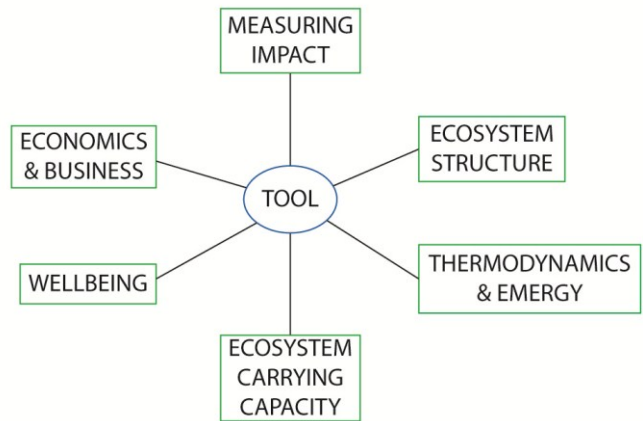 MEASURING
IMPACT
ECONOMICS
& BUSINESS
ECOSYSTEM
STRUCTURE
TOOL
WELLBEING
THERMODYNAMICS
& EMERGY
ECOSYSTEM
CARRYING
CAPACITY